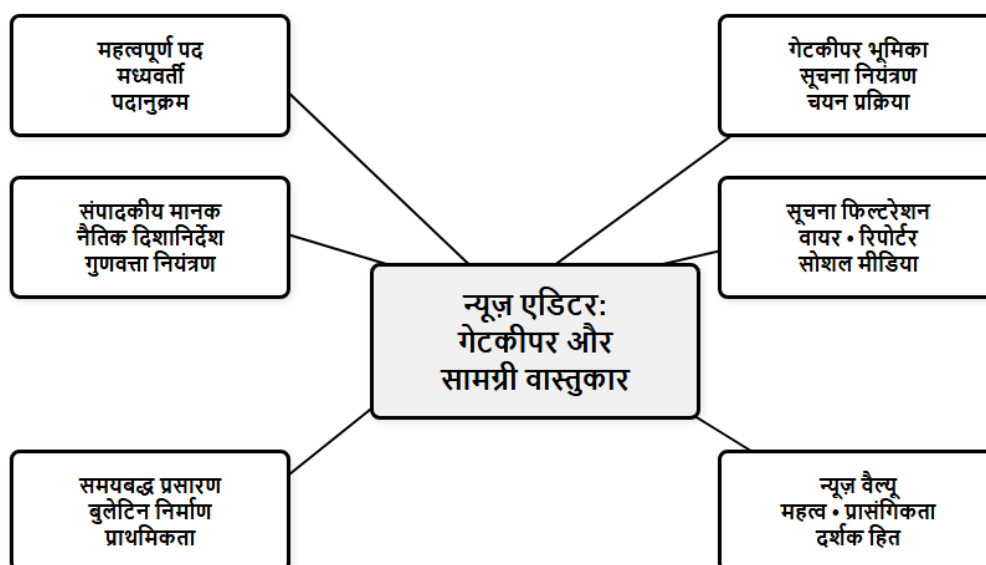 महत्वपूर्ण पद
मध्यवर्ती
पदानुक्रम
गेटकीपर भूमिका
सूचना नियंत्रण
चयन प्रक्रिया
संपादकीय मानक
नैतिक दिशानिर्देश
गुणवत्ता नियंत्रण
सूचना फिल्टरेशन
वायर • रिपोर्टर
सोशल मीडिया
न्यूज़ एडिटर:
गेटकीपर और
सामग्री वास्तुकार
समयबद्ध प्रसारण
बुलेटिन निर्माण
प्राथमिकता
न्यूज़ वैल्यू
महत्व • प्रासंगिकता
दर्शक हित